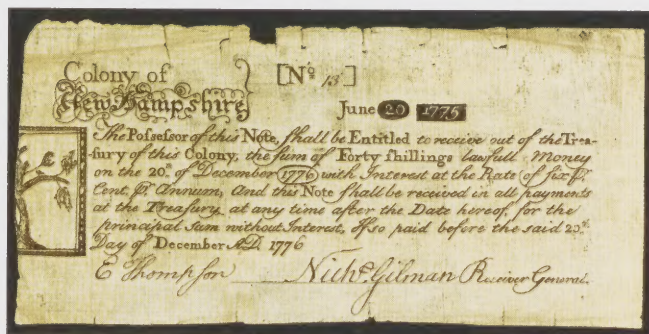 Colony of
New Hampshire
[No 13]
June 20 1775
The Possessor of this Note, shall be Entitled to receive out of the Trea-
sury of this Colony, the sum of Forty shillings lawfull Money
on the 20th of December 1776 with Interest at the Rate of six pr.
Cent. pr. Annum, And this Note shall be received in all payments
at the Treasury at any time after the Date hereof, for the
principal Sum without Interest, If so paid before the said 20th
Day of December A.D. 1776
E Thompson Nichs Gilman Receiver General.